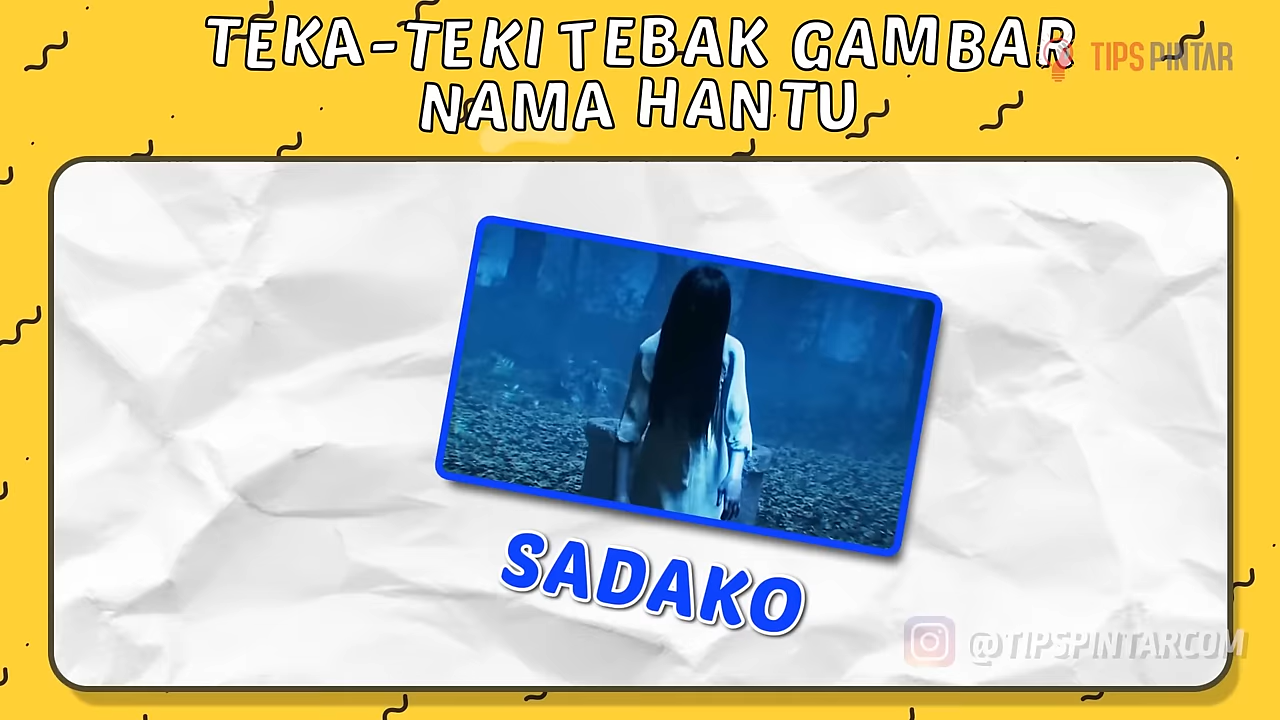 TEKA-TEKI TEBAK GAMBAR
NAMA HANTU
TIPS PINTAR
SADAKO
@TIPSPINTARCOM